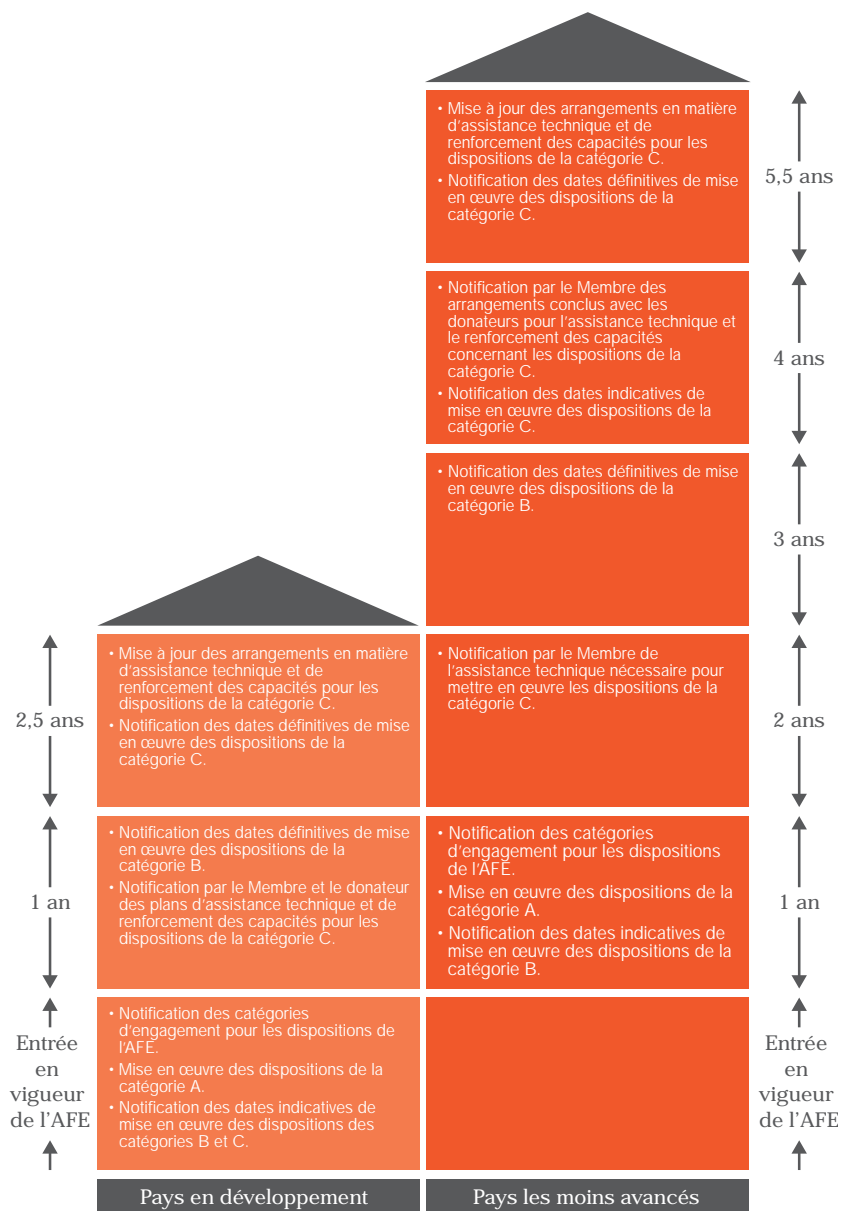 • Mise à jour des arrangements en matière
d'assistance technique et de
renforcement des capacités pour les
dispositions de la catégorie C.
• Notification des dates définitives de mise
en œuvre des dispositions de la
catégorie C.
5,5 ans
• Notification par le Membre des
arrangements conclus avec les
donateurs pour l'assistance technique et
le renforcement des capacités
concernant les dispositions de la
catégorie C.
• Notification des dates indicatives de
mise en œuvre des dispositions de la
catégorie C.
4 ans
• Notification des dates définitives de mise
en œuvre des dispositions de la
catégorie B.
3 ans
2,5 ans
• Mise à jour des arrangements en matière
d'assistance technique et de
renforcement des capacités pour les
dispositions de la catégorie C.
• Notification des dates définitives de mise
en œuvre des dispositions de la
catégorie C.
• Notification par le Membre de
l'assistance technique nécessaire pour
mettre en œuvre les dispositions de la
catégorie C.
2 ans
1 an
• Notification des dates définitives de mise
en œuvre des dispositions de la
catégorie B.
• Notification par le Membre et le donateur
des plans d'assistance technique et de
renforcement des capacités pour les
dispositions de la catégorie C.
• Notification des catégories
d'engagement pour les dispositions
de l'AFE.
• Mise en œuvre des dispositions de la
catégorie A.
• Notification des dates indicatives de
mise en œuvre des dispositions de la
catégorie B.
1 an
Entrée
en
vigueur
de l'AFE
• Notification des catégories
d'engagement pour les dispositions de
l'AFE.
• Mise en œuvre des dispositions de la
catégorie A.
• Notification des dates indicatives de
mise en œuvre des dispositions des
catégories B et C.
Entrée
en
vigueur
de l'AFE
Pays en développement
Pays les moins avancés